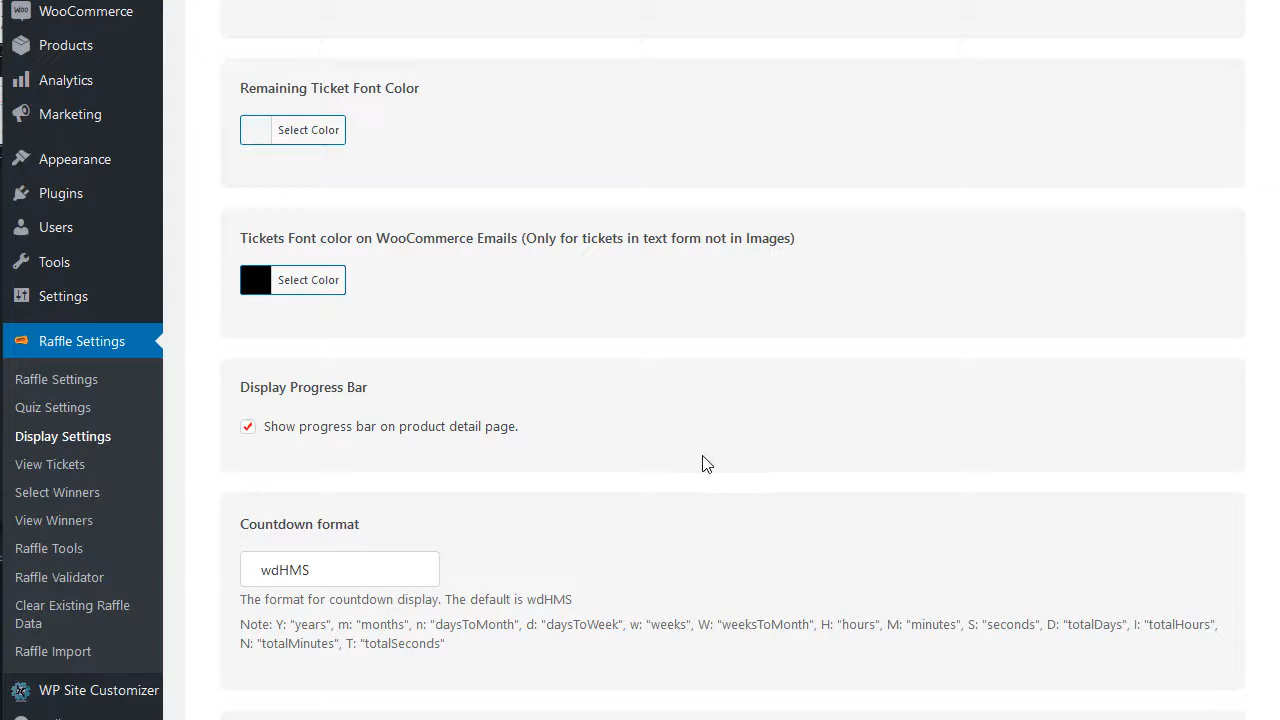 WooCommerce
Products
Analytics
Marketing
Appearance
Plugins
Users
Tools
Settings
Raffle Settings
Raffle Settings
Quiz Settings
Display Settings
View Tickets
Select Winners
View Winners
Raffle Tools
Raffle Validator
Clear Existing Raffle
Data
Raffle Import
WP Site Customizer
Remaining Ticket Font Color
Select Color
Tickets Font color on WooCommerce Emails (Only for tickets in text form not in Images)
Select Color
Display Progress Bar
Show progress bar on product detail page.
Countdown format
wdHMS
The format for countdown display. The default is wdHMS
Note: Y: "years", m: "months", n: "daysToMonth", d: "daysToWeek", w: "weeks", W: "weeksToMonth", H: "hours", M: "minutes", S: "seconds", D: "totalDays", I: "totalHours",
N: "totalMinutes", T: "totalSeconds"